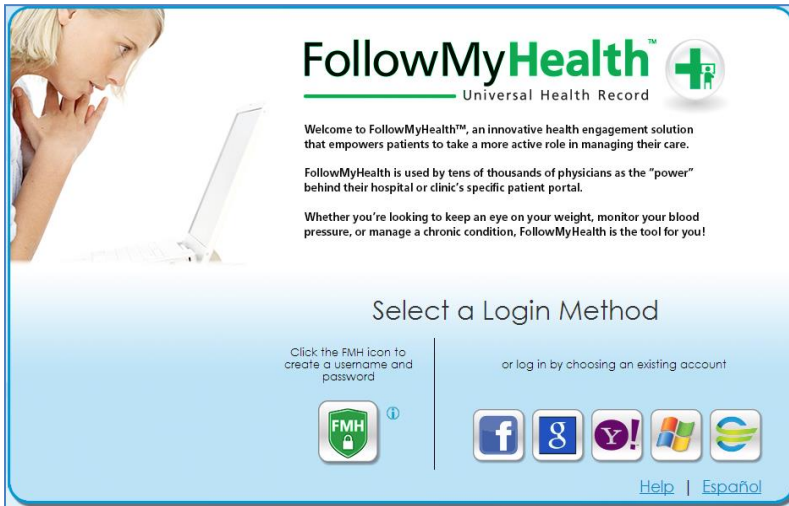 FollowMyHealth™
Universal Health Record
Welcome to FollowMyHealth™, an innovative health engagement solution
that empowers patients to take a more active role in managing their care.
FollowMyHealth is used by tens of thousands of physicians as the “power”
behind their hospital or clinic’s specific patient portal.
Whether you’re looking to keep an eye on your weight, monitor your blood
pressure, or manage a chronic condition, FollowMyHealth is the tool for you!
Select a Login Method
Click the FMH icon to
create a username and
password
or log in by choosing an existing account
FMH
i
f
g
Y!
Help | Español